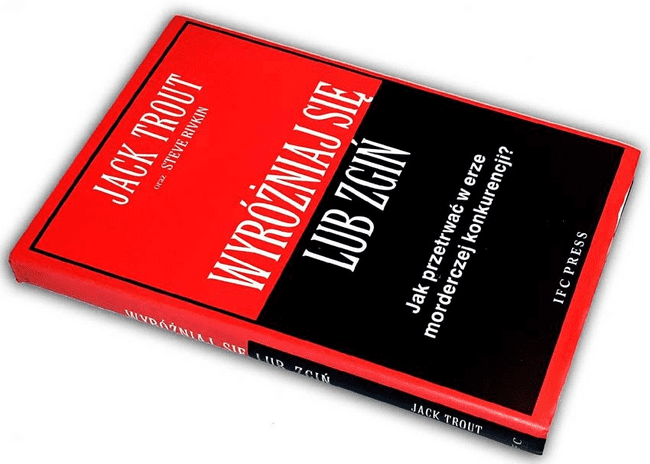 JACK TROUT
oraz STEVE RIVKIN
WYRÓŻNIAJ SIĘ
LUB ZGIŃ
Jak przetrwać w erze
morderczej konkurencji?
IFC PRESS
WYRÓŻNIAJ SIĘ LUB ZGIŃ
JACK TROUT